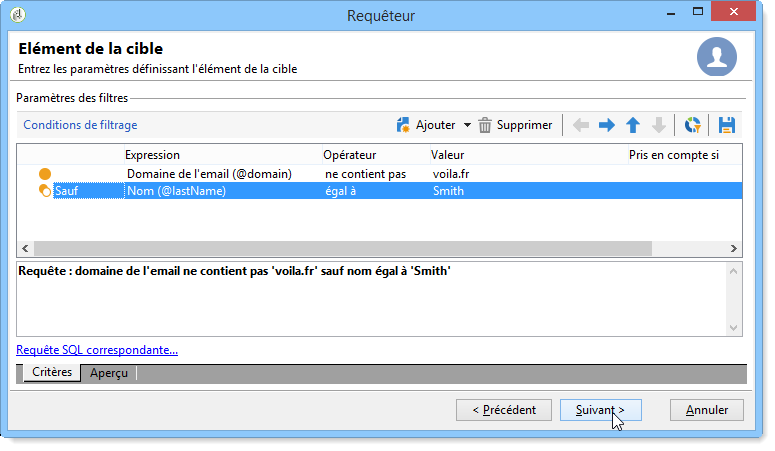 Requêteur
Elément de la cible
Entrez les paramètres définissant l'élément de la cible
Paramètres des filtres
Conditions de filtrage Ajouter Supprimer
Expression Opérateur Valeur Pris en compte si
Domaine de l'email (@domain) ne contient pas voila.fr
Sauf Nom (@lastName) égal à Smith
Requête : domaine de l'email ne contient pas 'voila.fr' sauf nom égal à 'Smith'
Requête SQL correspondante...
Critères Aperçu
< Précédent Suivant > Annuler